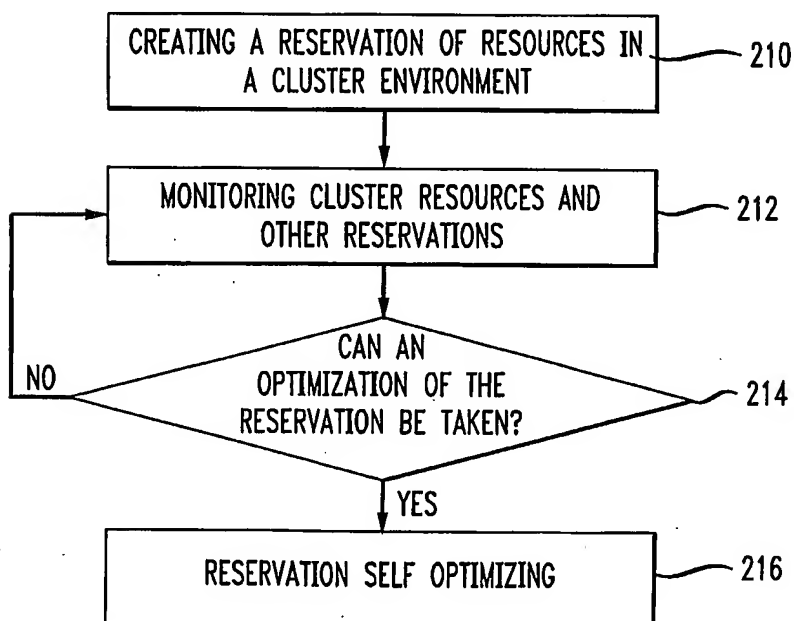 CREATING A RESERVATION OF RESOURCES IN
A CLUSTER ENVIRONMENT
210
MONITORING CLUSTER RESOURCES AND
OTHER RESERVATIONS
212
CAN AN
OPTIMIZATION OF THE
RESERVATION BE TAKEN?
214
NO
YES
RESERVATION SELF OPTIMIZING
216